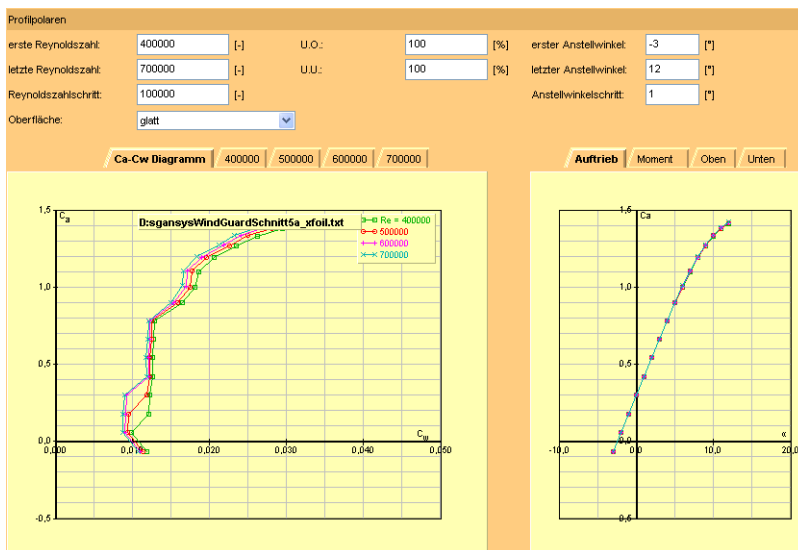 Profilpolaren
erste Reynoldszahl: 400000 [-] U.O.: 100 [%] erster Anstellwinkel: -3 [°]
letzte Reynoldszahl: 700000 [-] U.U.: 100 [%] letzter Anstellwinkel: 12 [°]
Reynoldszahlschritt: 100000 [-] Anstellwinkelschritt: 1 [°]
Oberfläche: glatt
Ca-Cw Diagramm 400000 500000 600000 700000 Auftrieb Moment Oben Unten
1,5 Ca D:sgansysWindGuardSchnitt5a_xfoil.txt Re = 400000
500000
600000
700000
1,0
0,5
0,0
0,000 0,010 0,020 0,030 0,040 0,050
Cw
-0,5
1,5 Ca
1,0
0,5
0,0
α
-10,0 0,0 10,0 20,0
-0,5